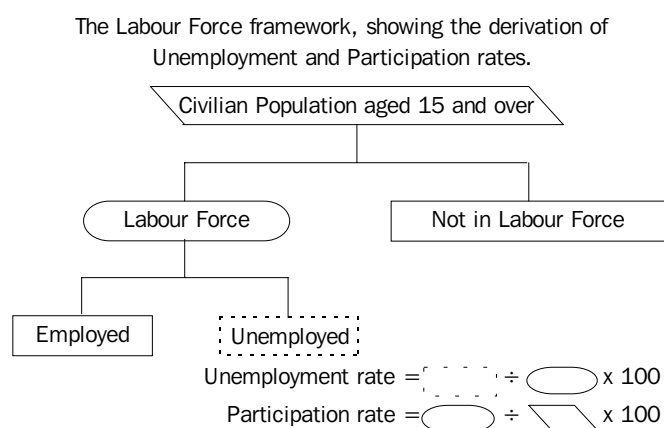 The Labour Force framework, showing the derivation of
Unemployment and Participation rates.
Civilian Population aged 15 and over
Labour Force
Not in Labour Force
Employed
Unemployed
Unemployment rate = ÷ x 100
Participation rate = ÷ x 100